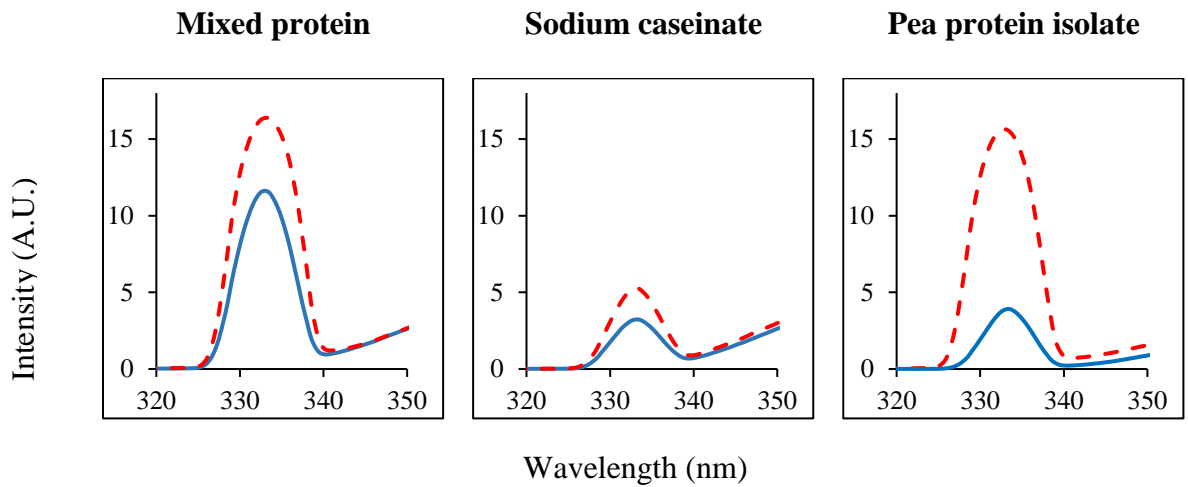 Mixed protein
Sodium caseinate
Pea protein isolate
Intensity (A.U.)
15
10
5
0
320 330 340 350
15
10
5
0
320 330 340 350
15
10
5
0
320 330 340 350
Wavelength (nm)